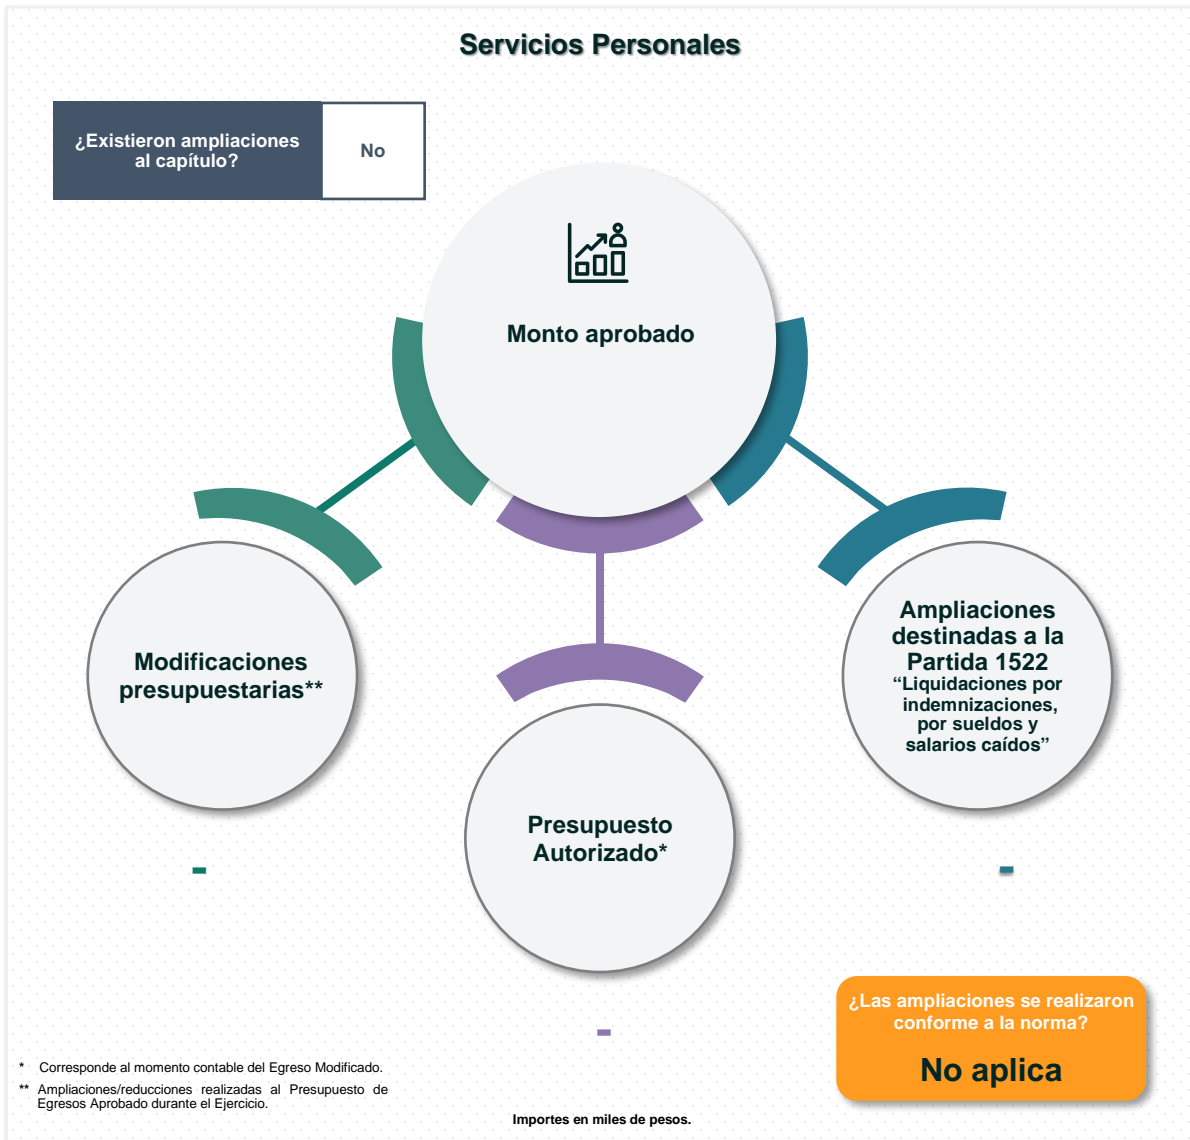 Servicios Personales
¿Existieron ampliaciones
al capítulo?
No
Monto aprobado
Modificaciones
presupuestarias**
-
Presupuesto
Autorizado*
-
Ampliaciones
destinadas a la
Partida 1522
“Liquidaciones por
indemnizaciones,
por sueldos y
salarios caídos”
-
¿Las ampliaciones se realizaron
conforme a la norma?
No aplica
* Corresponde al momento contable del Egreso Modificado.
** Ampliaciones/reducciones realizadas al Presupuesto de
Egresos Aprobado durante el Ejercicio.
Importes en miles de pesos.